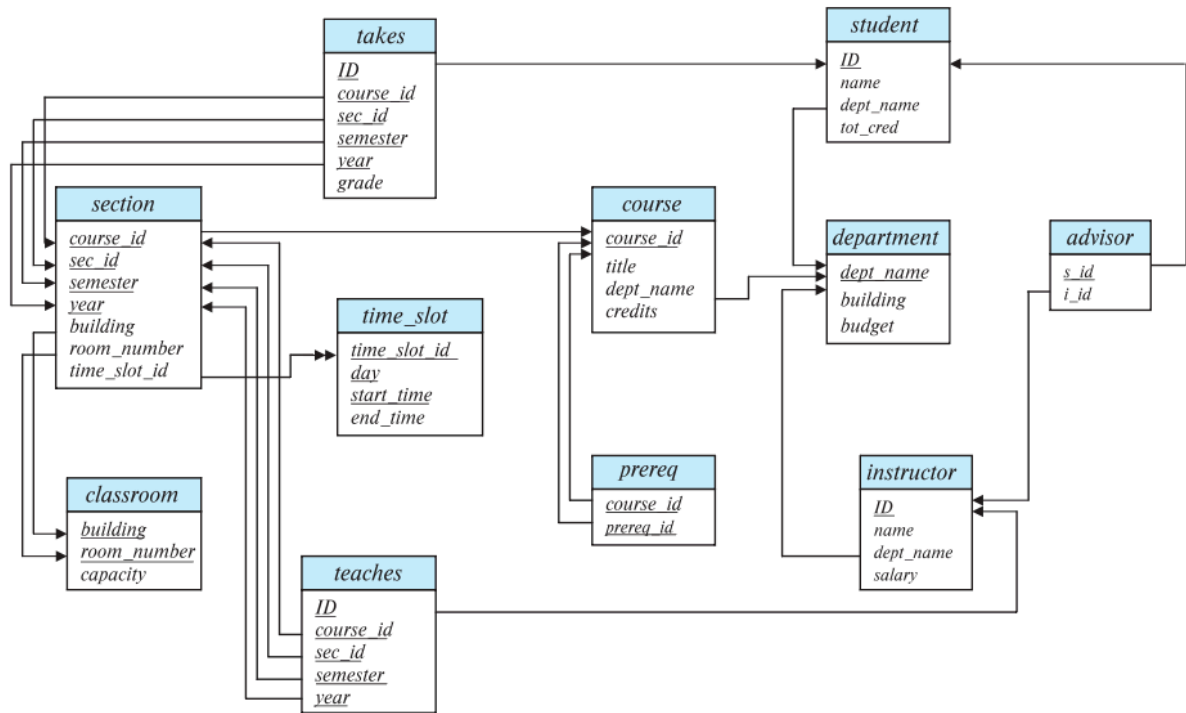 takes
ID
course_id
sec_id
semester
year
grade
student
ID
name
dept_name
tot_cred
section
course_id
sec_id
semester
year
building
room_number
time_slot_id
course
course_id
title
dept_name
credits
department
dept_name
building
budget
advisor
s_id
i_id
time_slot
time_slot_id
day
start_time
end_time
prereq
course_id
prereq_id
instructor
ID
name
dept_name
salary
classroom
building
room_number
capacity
teaches
ID
course_id
sec_id
semester
year